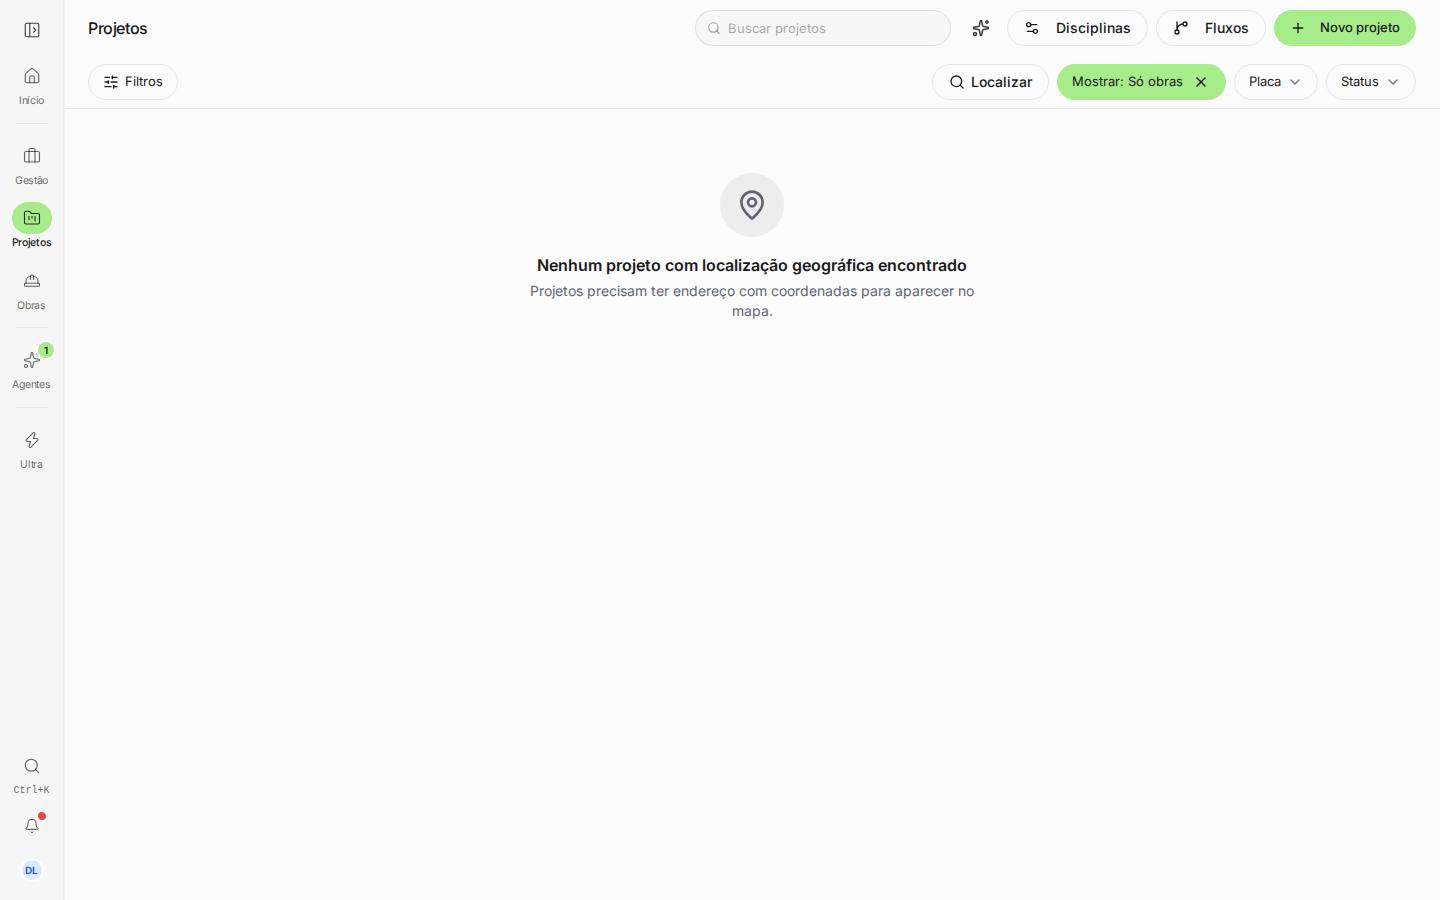 Projetos
Buscar projetos
Disciplinas
Fluxos
Novo projeto
Filtros
Localizar
Mostrar: Só obras
Placa
Status
Início
Gestão
Projetos
Obras
1
Agentes
Ultra
Ctrl+K
DL
Nenhum projeto com localização geográfica encontrado
Projetos precisam ter endereço com coordenadas para aparecer no
mapa.